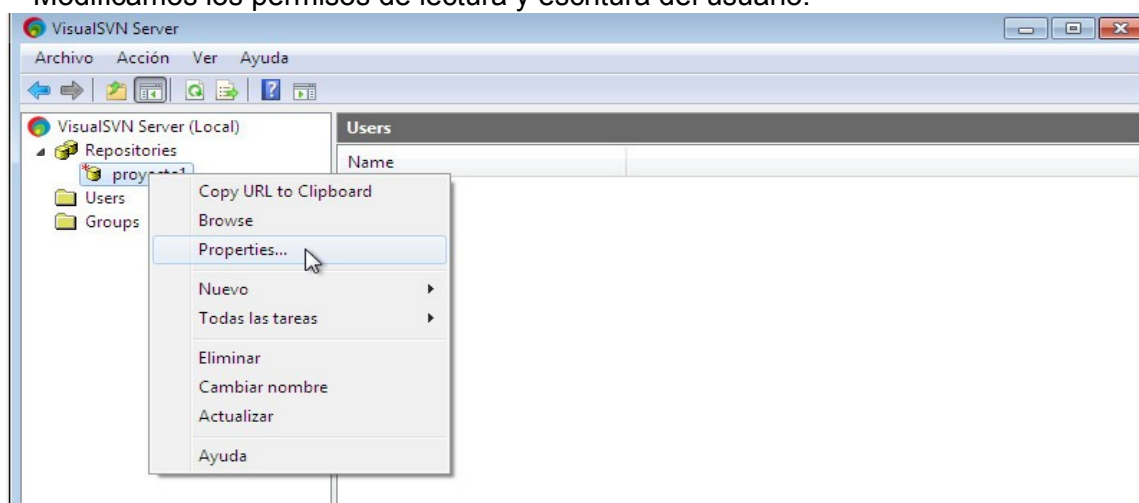 Modificamos los permisos de lectura y escritura del usuario.
VisualSVN Server
Archivo Acción Ver Ayuda
VisualSVN Server (Local)
Repositories
Users
Groups
Users
Name
Copy URL to Clipboard
Browse
Properties...
Nuevo
Todas las tareas
Eliminar
Cambiar nombre
Actualizar
Ayuda